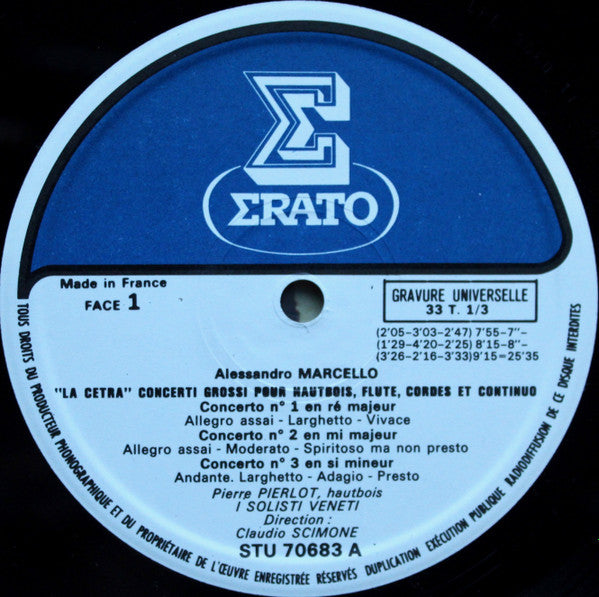 Σ
ΣRATO
Made in France
FACE 1
GRAVURE UNIVERSELLE
33 T. 1/3
(2'05-3'03-2'47) 7'55-7"-
(1'29-4'20-2'25) 8'15-8"-
(3'26-2'16-3'33)9'15=25'35
Alessandro MARCELLO
"LA CETRA" CONCERTI GROSSI POUR HAUTBOIS, FLUTE, CORDES ET CONTINUO
Concerto n° 1 en ré majeur
Allegro assai - Larghetto - Vivace
Concerto n° 2 en mi majeur
Allegro assai - Moderato - Spiritoso ma non presto
Concerto n° 3 en si mineur
Andante. Larghetto - Adagio - Presto
Pierre PIERLOT, hautbois
I SOLISTI VENETI
Direction :
Claudio SCIMONE
STU 70683 A
TOUS DROITS DU PRODUCTEUR PHONOGRAPHIQUE ET DU PROPRIÉTAIRE DE L'ŒUVRE ENREGISTRÉE RÉSERVÉS DUPLICATION EXÉCUTION PUBLIQUE RADIODIFFUSION DE CE DISQUE INTERDITES